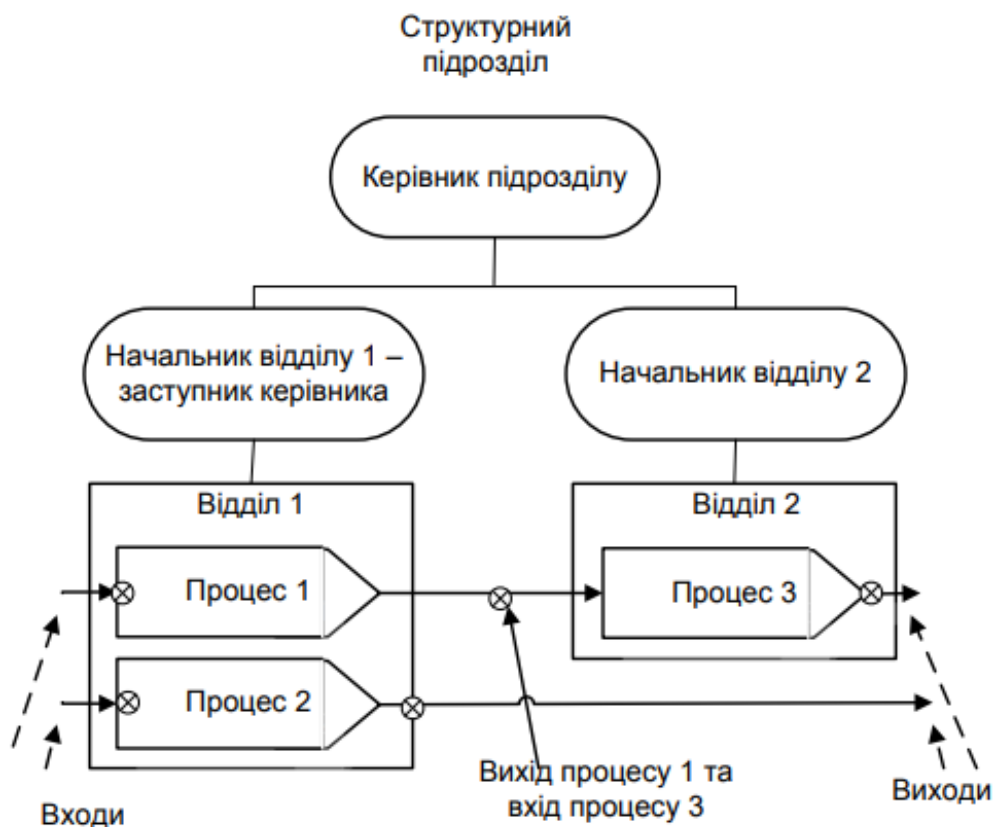 Структурний
підрозділ
Керівник підрозділу
Начальник відділу 1 –
заступник керівника
Начальник відділу 2
Відділ 1
Відділ 2
Процес 1
Процес 3
Процес 2
Вихід процесу 1 та
вхід процесу 3
Входи
Виходи